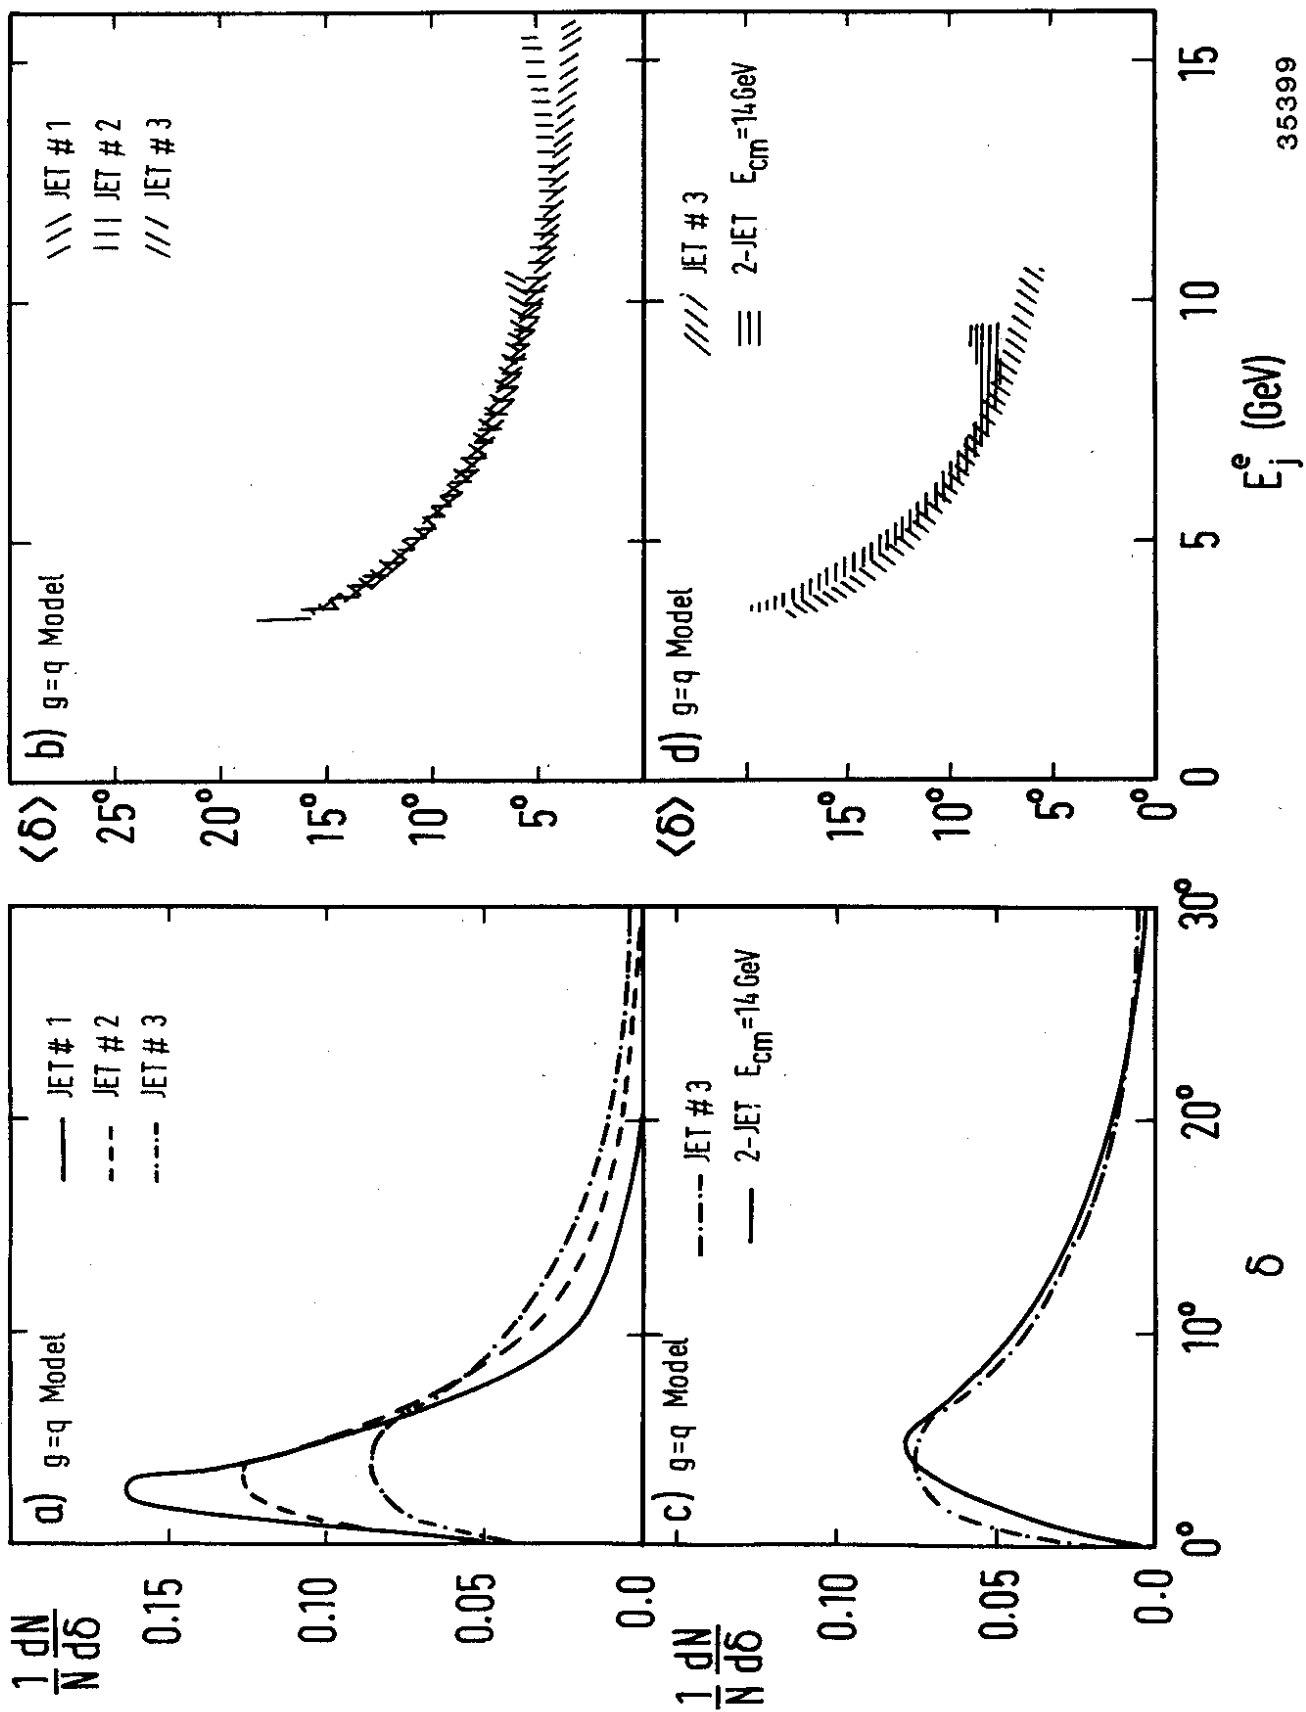 a) g=q Model
JET # 1
JET # 2
JET # 3
1 dN
N dδ
0.15
0.10
0.05
0.0
b) g=q Model
JET # 1
JET # 2
JET # 3
<δ>
25°
20°
15°
10°
5°
c) g=q Model
JET # 3
2-JET Ecm=14 GeV
1 dN
N dδ
0.10
0.05
0.0
0° 10° 20° 30°
δ
d) g=q Model
JET # 3
2-JET Ecm=14 GeV
<δ>
15°
10°
5°
0°
0 5 10 15
E_j^e (GeV)
35399